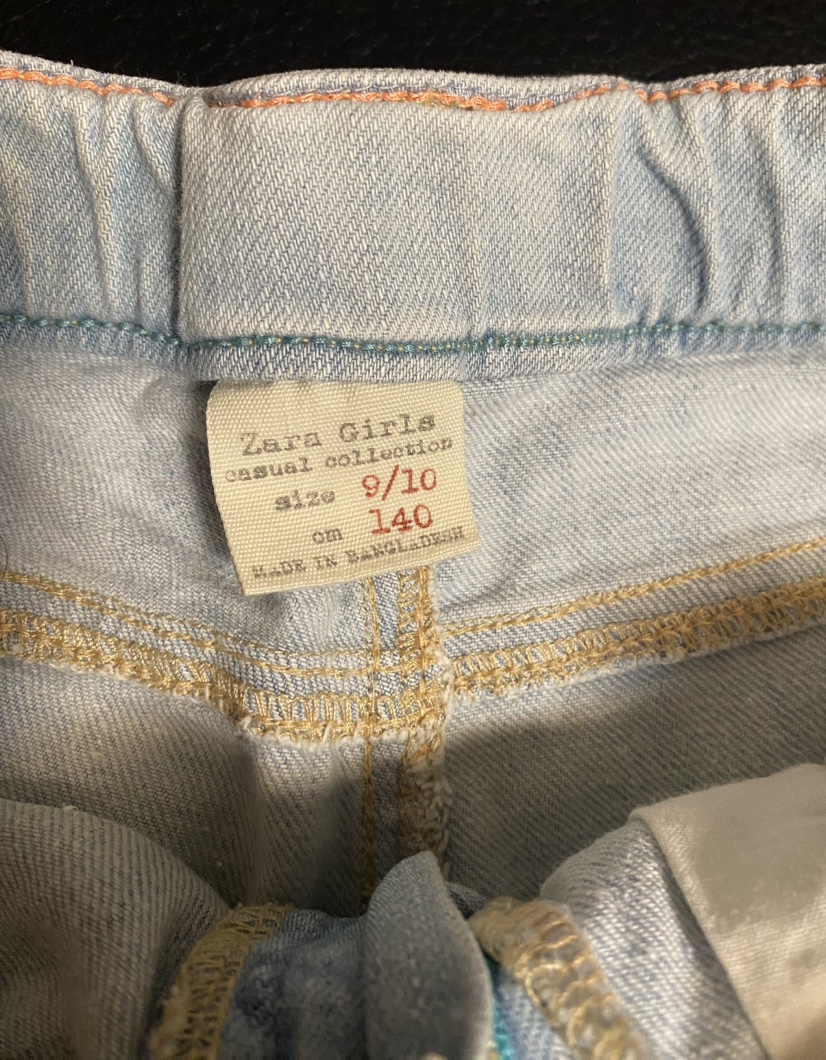 Zara Girls
casual collection
size 9/10
cm 140
MADE IN BANGLADESH